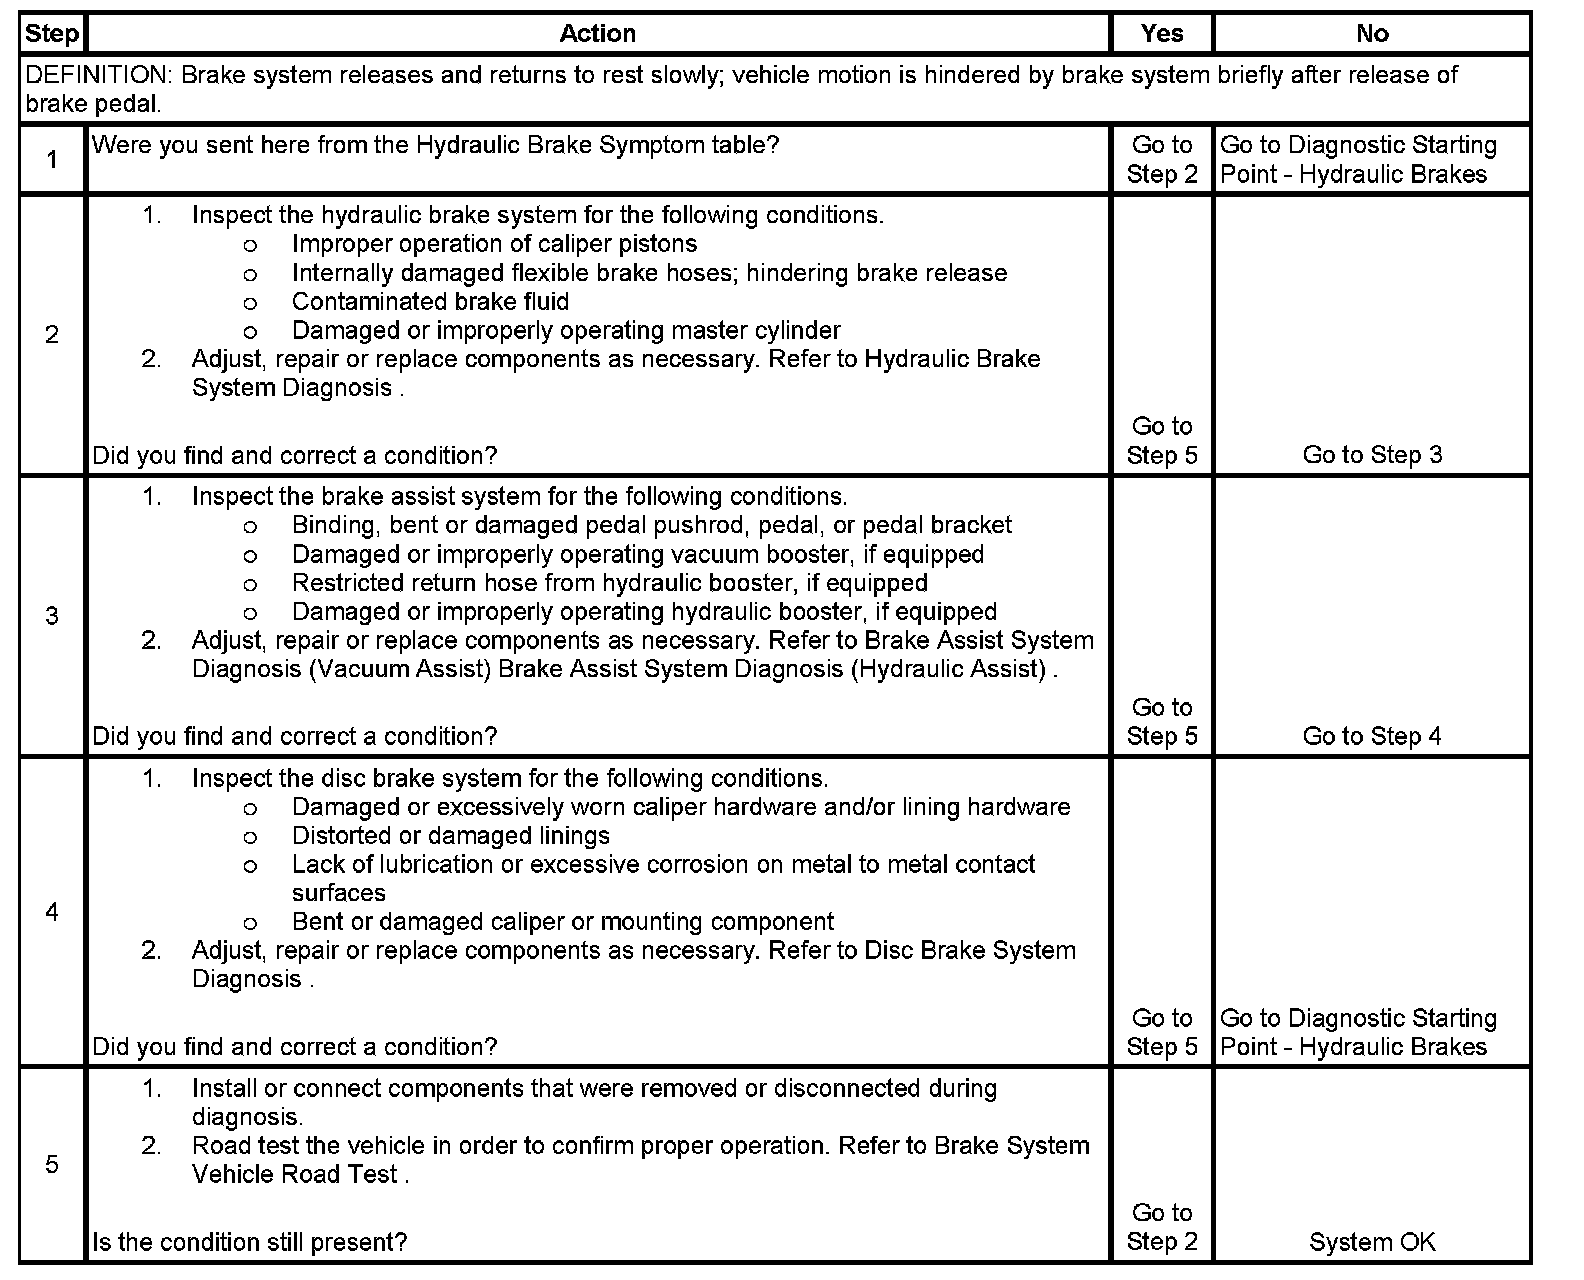 Step Action Yes No
DEFINITION: Brake system releases and returns to rest slowly; vehicle motion is hindered by brake system briefly after release of
brake pedal.
1
Were you sent here from the Hydraulic Brake Symptom table?
Go to
Step 2
Go to Diagnostic Starting
Point - Hydraulic Brakes
2
1. Inspect the hydraulic brake system for the following conditions.
o Improper operation of caliper pistons
o Internally damaged flexible brake hoses; hindering brake release
o Contaminated brake fluid
o Damaged or improperly operating master cylinder
2. Adjust, repair or replace components as necessary. Refer to Hydraulic Brake
System Diagnosis .
Did you find and correct a condition?
Go to
Step 5
Go to Step 3
3
1. Inspect the brake assist system for the following conditions.
o Binding, bent or damaged pedal pushrod, pedal, or pedal bracket
o Damaged or improperly operating vacuum booster, if equipped
o Restricted return hose from hydraulic booster, if equipped
o Damaged or improperly operating hydraulic booster, if equipped
2. Adjust, repair or replace components as necessary. Refer to Brake Assist System
Diagnosis (Vacuum Assist) Brake Assist System Diagnosis (Hydraulic Assist) .
Did you find and correct a condition?
Go to
Step 5
Go to Step 4
4
1. Inspect the disc brake system for the following conditions.
o Damaged or excessively worn caliper hardware and/or lining hardware
o Distorted or damaged linings
o Lack of lubrication or excessive corrosion on metal to metal contact
surfaces
o Bent or damaged caliper or mounting component
2. Adjust, repair or replace components as necessary. Refer to Disc Brake System
Diagnosis .
Did you find and correct a condition?
Go to
Step 5
Go to Diagnostic Starting
Point - Hydraulic Brakes
5
1. Install or connect components that were removed or disconnected during
diagnosis.
2. Road test the vehicle in order to confirm proper operation. Refer to Brake System
Vehicle Road Test .
Is the condition still present?
Go to
Step 2
System OK